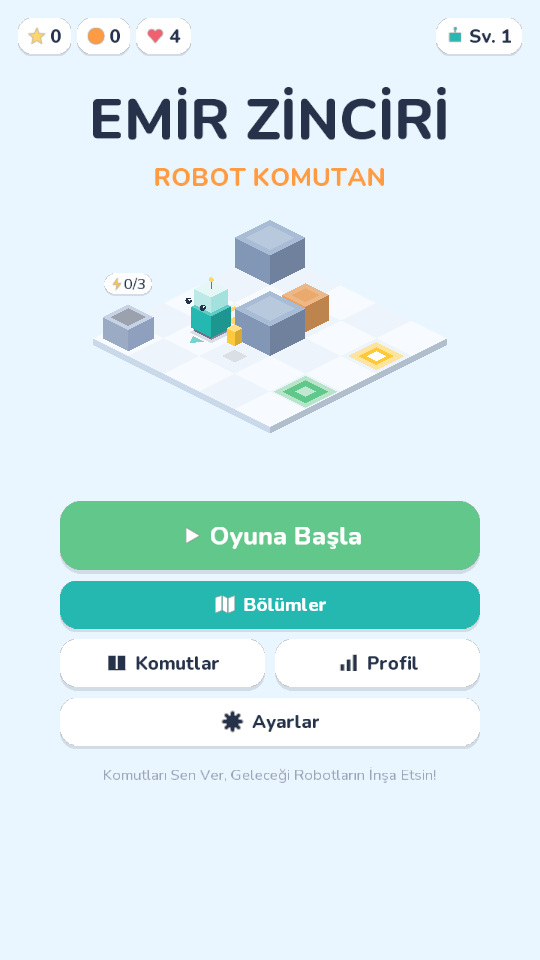 0 0 4 Sv. 1
EMİR ZİNCİRİ
ROBOT KOMUTAN
0/3
Oyuna Başla
Bölümler
Komutlar Profil
Ayarlar
Komutları Sen Ver, Geleceği Robotların İnşa Etsin!